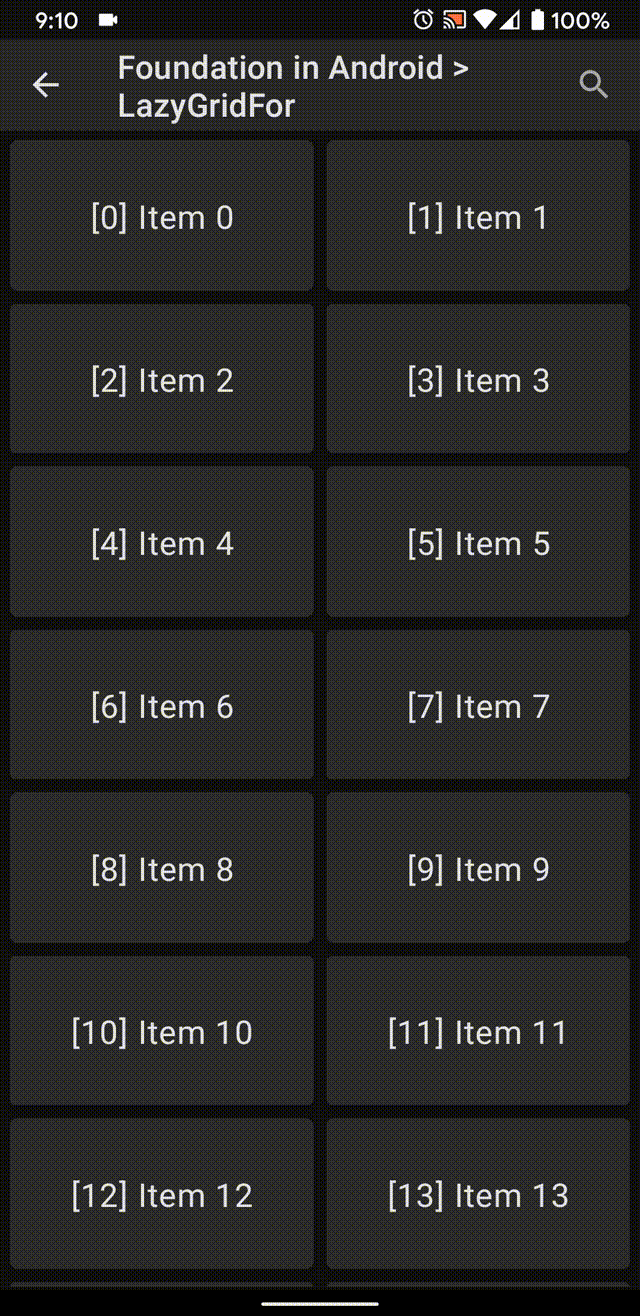 9:10 100%
Foundation in Android >
LazyGridFor
[0] Item 0 [1] Item 1
[2] Item 2 [3] Item 3
[4] Item 4 [5] Item 5
[6] Item 6 [7] Item 7
[8] Item 8 [9] Item 9
[10] Item 10 [11] Item 11
[12] Item 12 [13] Item 13